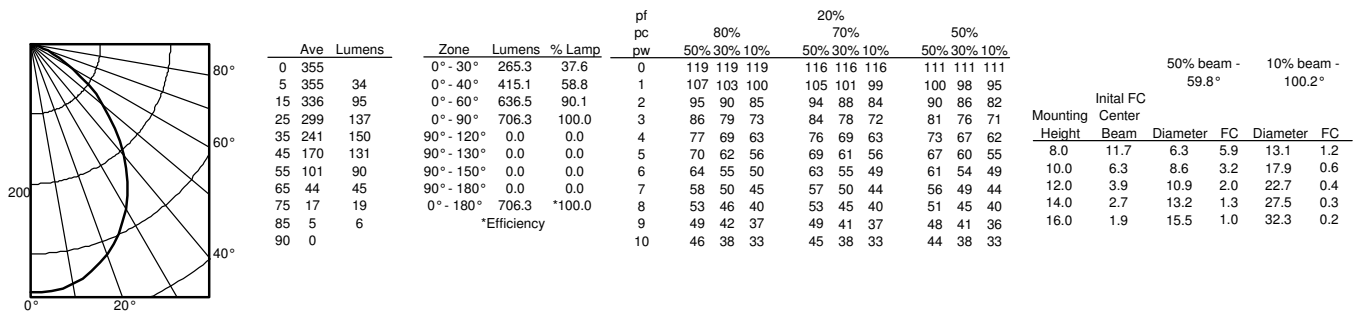 200
0°
20°
40°
60°
80°
Ave Lumens
0 355
5 355 34
15 336 95
25 299 137
35 241 150
45 170 131
55 101 90
65 44 45
75 17 19
85 5 6
90 0
Zone Lumens % Lamp
0° - 30° 265.3 37.6
0° - 40° 415.1 58.8
0° - 60° 636.5 90.1
0° - 90° 706.3 100.0
90° - 120° 0.0 0.0
90° - 130° 0.0 0.0
90° - 150° 0.0 0.0
90° - 180° 0.0 0.0
0° - 180° 706.3 *100.0
*Efficiency
pf 20%
pc 80% 70% 50%
pw 50% 30% 10% 50% 30% 10% 50% 30% 10%
0 119 119 119 116 116 116 111 111 111
1 107 103 100 105 101 99 100 98 95
2 95 90 85 94 88 84 90 86 82
3 86 79 73 84 78 72 81 76 71
4 77 69 63 76 69 63 73 67 62
5 70 62 56 69 61 56 67 60 55
6 64 55 50 63 55 49 61 54 49
7 58 50 45 57 50 44 56 49 44
8 53 46 40 53 45 40 51 45 40
9 49 42 37 49 41 37 48 41 36
10 46 38 33 45 38 33 44 38 33
50% beam - 10% beam -
59.8° 100.2°
Inital FC
Mounting Center
Height Beam Diameter FC Diameter FC
8.0 11.7 6.3 5.9 13.1 1.2
10.0 6.3 8.6 3.2 17.9 0.6
12.0 3.9 10.9 2.0 22.7 0.4
14.0 2.7 13.2 1.3 27.5 0.3
16.0 1.9 15.5 1.0 32.3 0.2